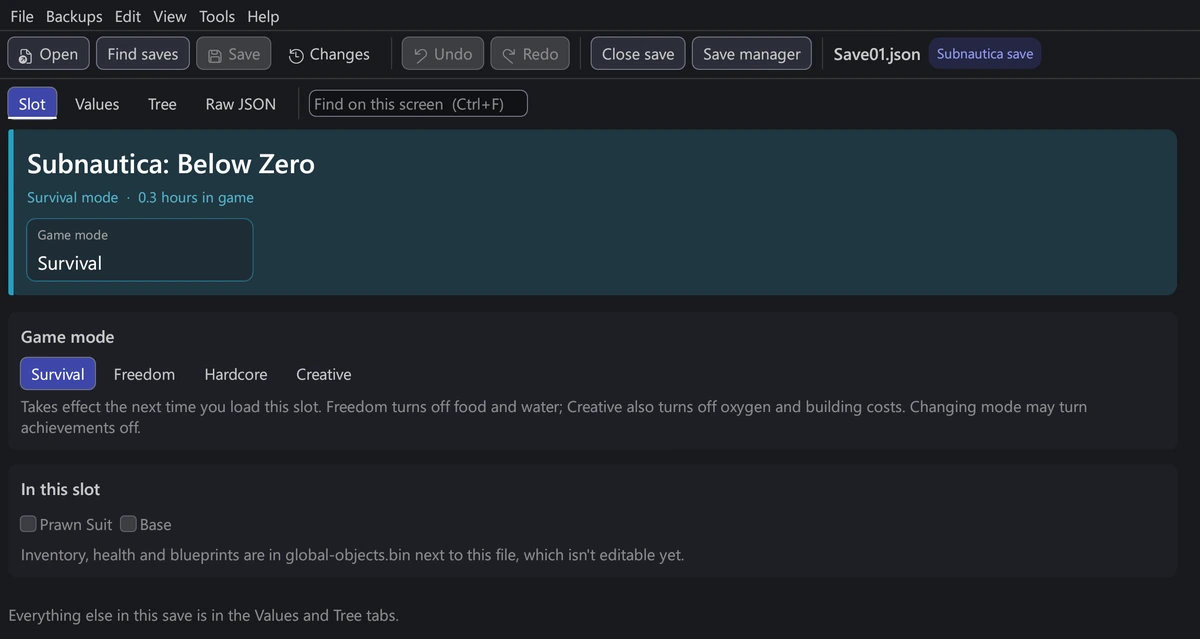 File Backups Edit View Tools Help
Open Find saves Save Changes Undo Redo Close save Save manager Save01.json Subnautica save
Slot Values Tree Raw JSON Find on this screen (Ctrl+F)
Subnautica: Below Zero
Survival mode · 0.3 hours in game
Game mode
Survival
Game mode
Survival Freedom Hardcore Creative
Takes effect the next time you load this slot. Freedom turns off food and water; Creative also turns off oxygen and building costs. Changing mode may turn
achievements off.
In this slot
Prawn Suit Base
Inventory, health and blueprints are in global-objects.bin next to this file, which isn't editable yet.
Everything else in this save is in the Values and Tree tabs.